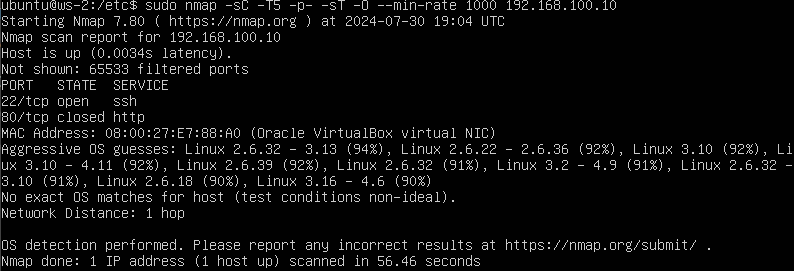 ubuntu@ws-2:/etc$ sudo nmap -sC -T5 -p- -sT -O --min-rate 1000 192.168.100.10
Starting Nmap 7.80 ( https://nmap.org ) at 2024-07-30 19:04 UTC
Nmap scan report for 192.168.100.10
Host is up (0.0034s latency).
Not shown: 65533 filtered ports
PORT   STATE  SERVICE
22/tcp open   ssh
80/tcp closed http
MAC Address: 08:00:27:E7:88:A0 (Oracle VirtualBox virtual NIC)
Aggressive OS guesses: Linux 2.6.32 - 3.13 (94%), Linux 2.6.22 - 2.6.36 (92%), Linux 3.10 (92%), Lin
ux 3.10 - 4.11 (92%), Linux 2.6.39 (92%), Linux 2.6.32 (91%), Linux 3.2 - 4.9 (91%), Linux 2.6.32 -
3.10 (91%), Linux 2.6.18 (90%), Linux 3.16 - 4.6 (90%)
No exact OS matches for host (test conditions non-ideal).
Network Distance: 1 hop

OS detection performed. Please report any incorrect results at https://nmap.org/submit/ .
Nmap done: 1 IP address (1 host up) scanned in 56.46 seconds